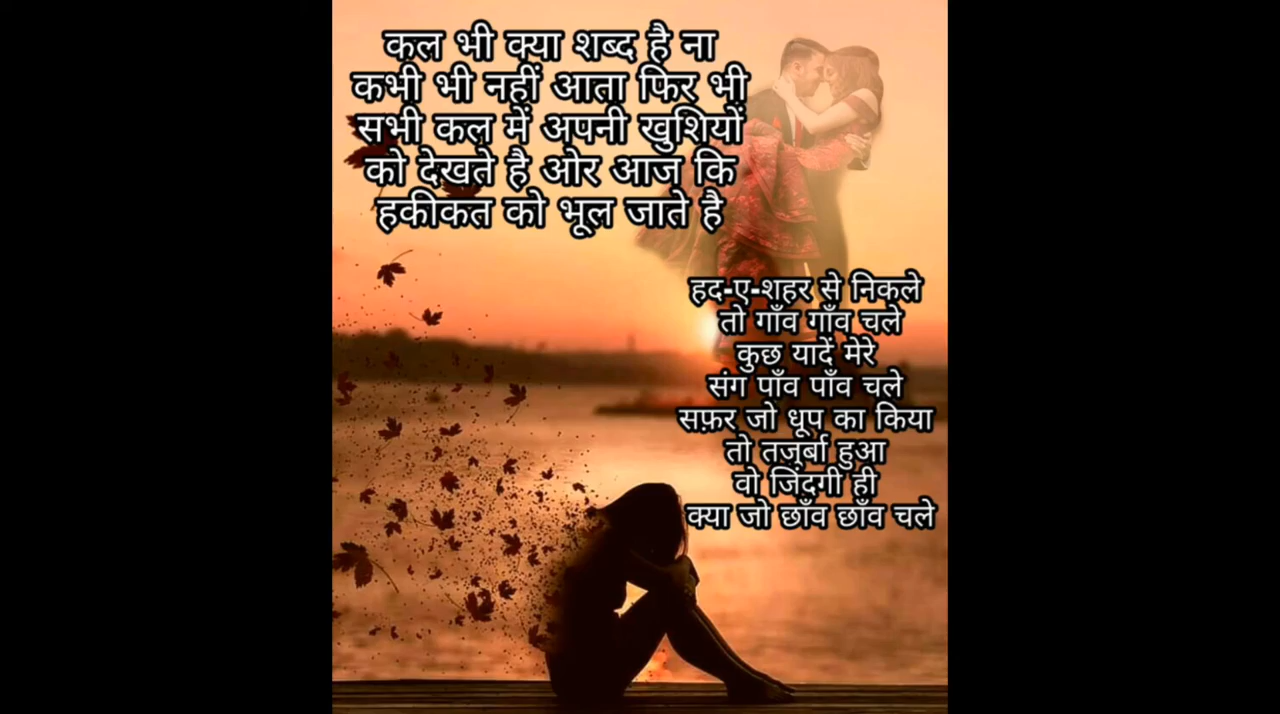 कल भी क्या शब्द है ना
कभी भी नहीं आता फिर भी
सभी कल में अपनी खुशियों
को देखते है ओर आज कि
हकीकत को भूल जाते है
हद-ए-शहर से निकले
तो गाँव गाँव चले
कुछ यादें मेरे
संग पाँव पाँव चले
सफ़र जो धूप का किया
तो तजुर्बा हुआ
वो जिंदगी ही
क्या जो छाँव छाँव चले